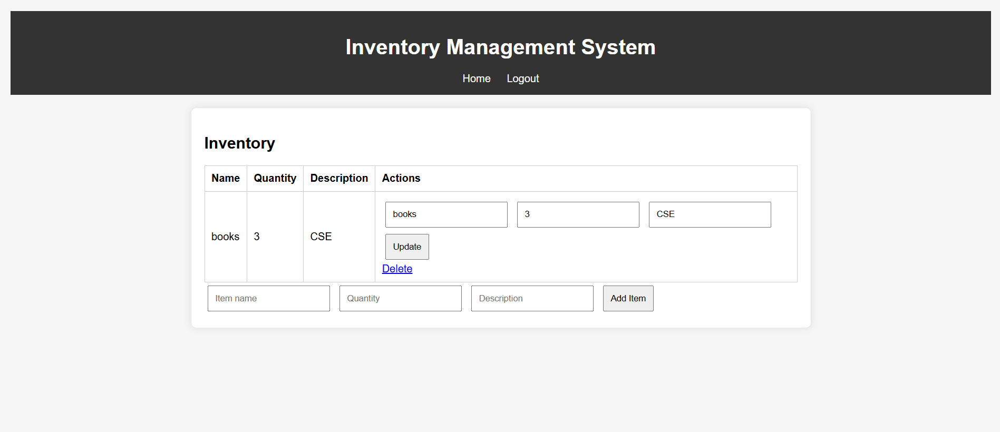 Inventory Management System
Home Logout
Inventory
Name Quantity Description Actions
books 3 CSE books 3 CSE
Update
Delete
Item name Quantity Description Add Item